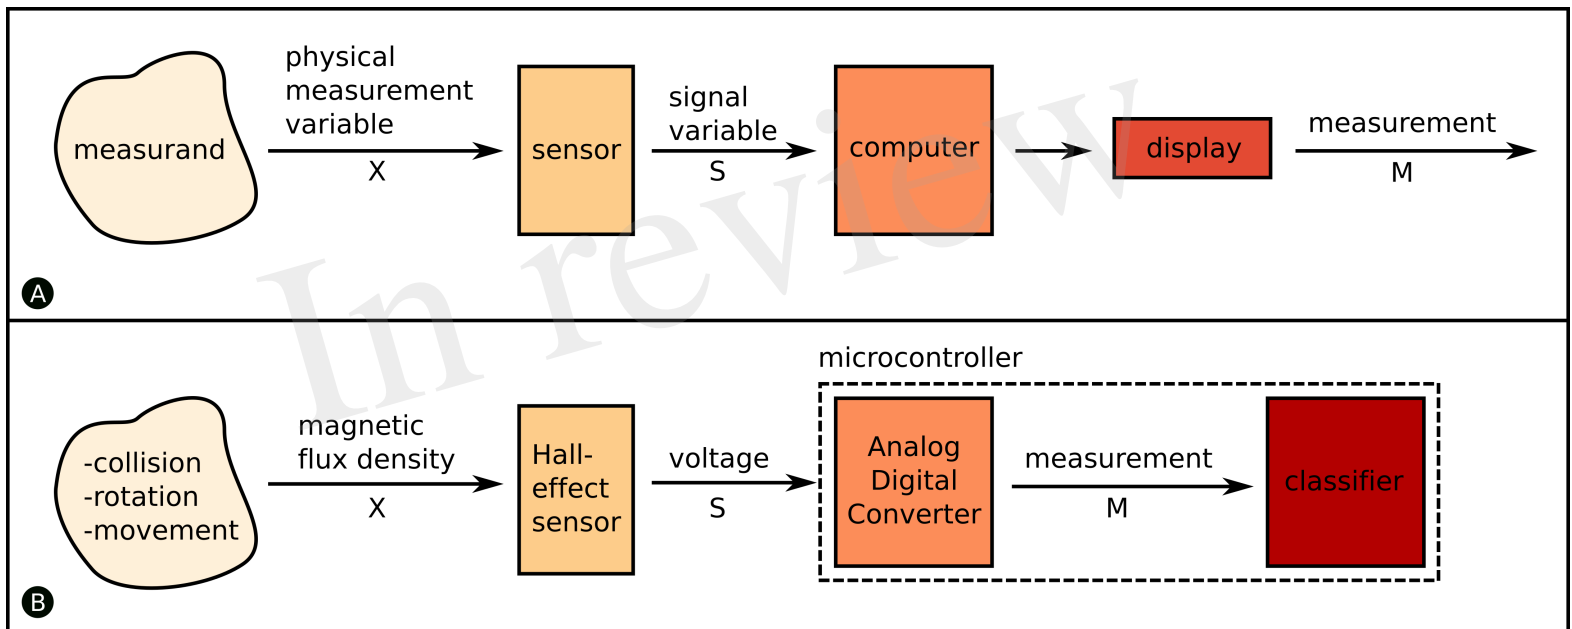 physical
measurement
variable
measurand
X
sensor
signal
variable
S
computer
display
measurement
M
A
In review
microcontroller
-collision
-rotation
-movement
magnetic
flux density
X
Hall-
effect
sensor
voltage
S
Analog
Digital
Converter
measurement
M
classifier
B